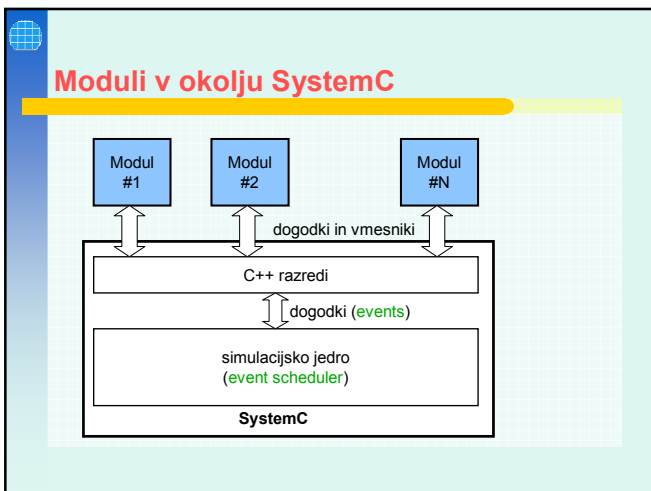 Moduli v okolju SystemC
Modul
#1
Modul
#2
Modul
#N
dogodki in vmesniki
C++ razredi
dogodki (events)
simulacijsko jedro
(event scheduler)
SystemC